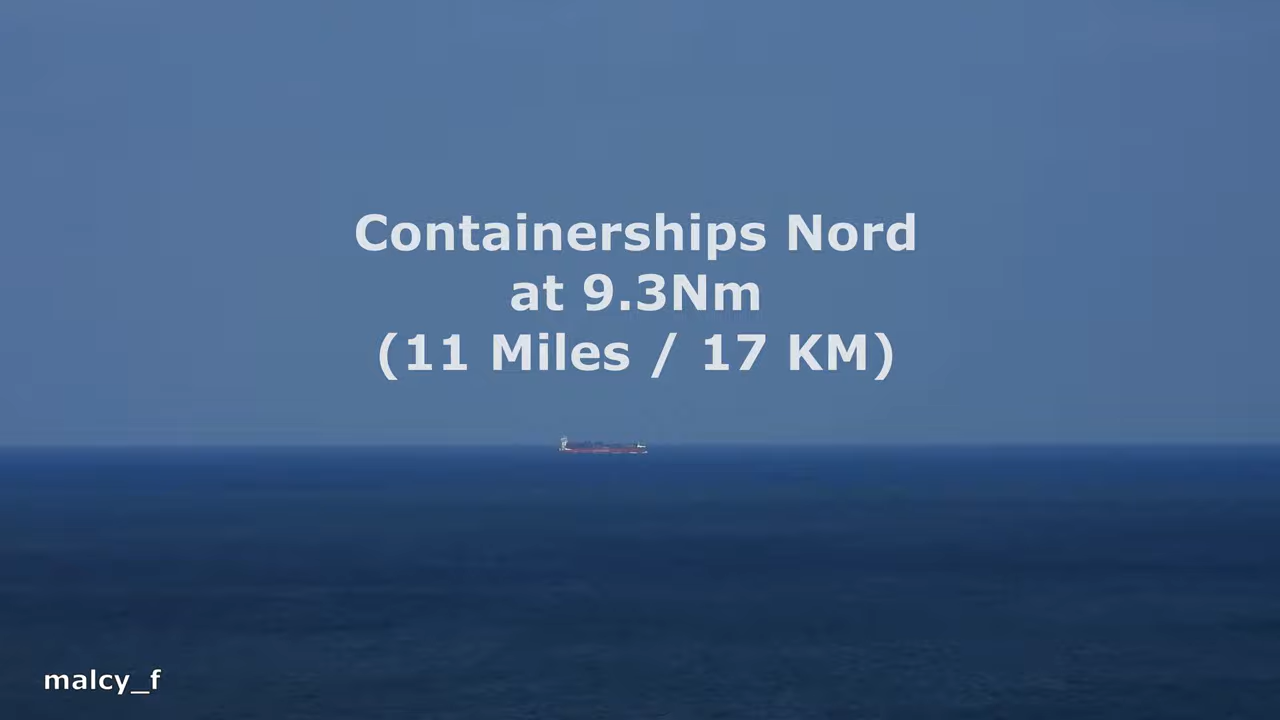 Containerships Nord
at 9.3Nm
(11 Miles / 17 KM)
malcy_f